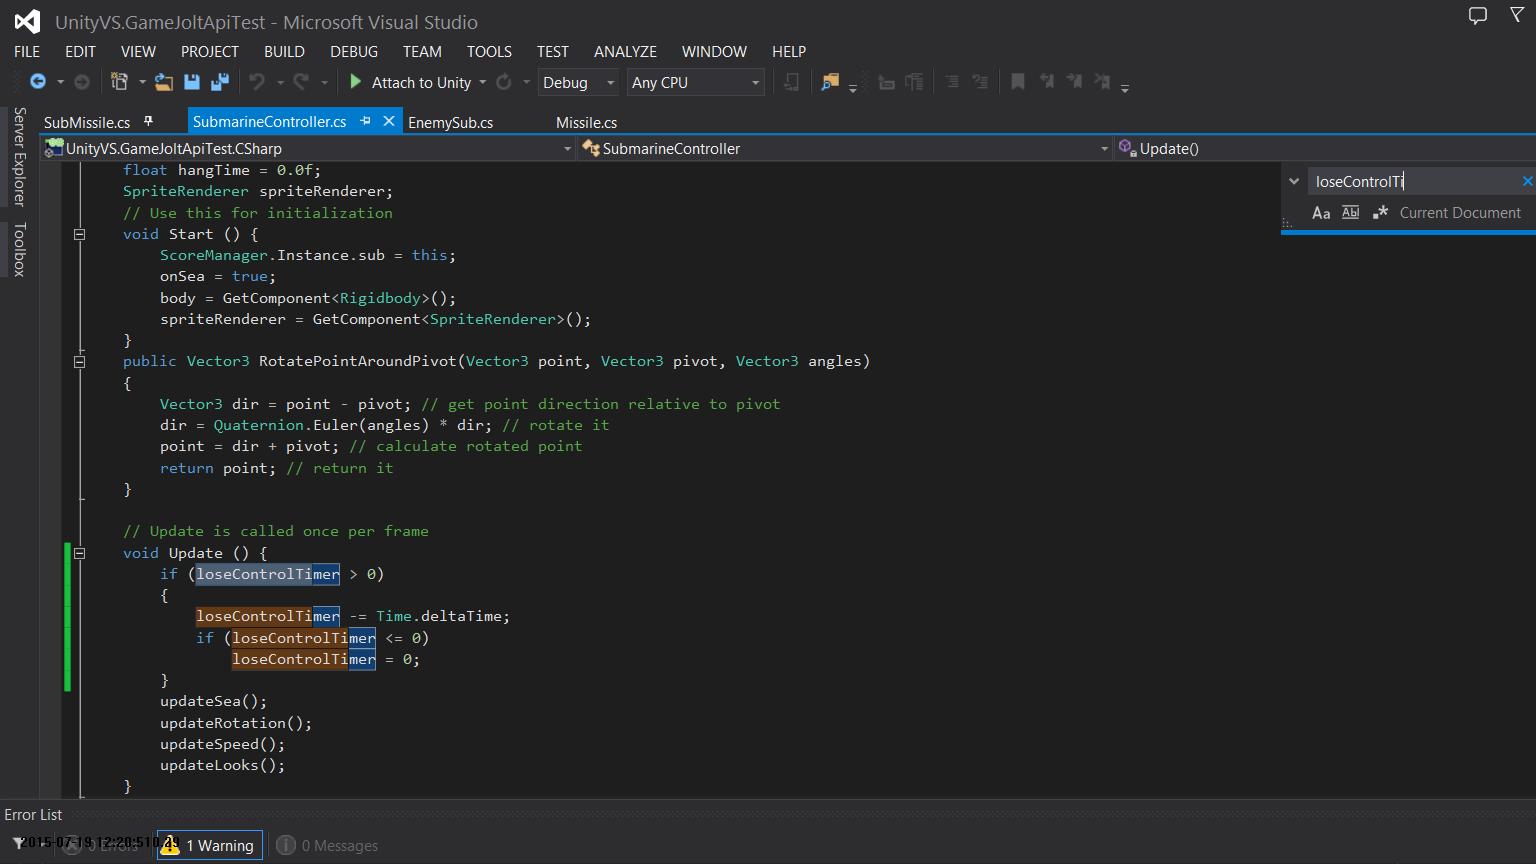 UnityVS.GameJoltApiTest - Microsoft Visual Studio
FILE EDIT VIEW PROJECT BUILD DEBUG TEAM TOOLS TEST ANALYZE WINDOW HELP
Attach to Unity Debug Any CPU
Server Explorer
Toolbox
SubMissile.cs SubmarineController.cs EnemySub.cs Missile.cs
UnityVS.GameJoltApiTest.CSharp SubmarineController Update()
loseControlTi
Aa Abl .* Current Document
float hangTime = 0.0f;
SpriteRenderer spriteRenderer;
// Use this for initialization
void Start () {
ScoreManager.Instance.sub = this;
onSea = true;
body = GetComponent<Rigidbody>();
spriteRenderer = GetComponent<SpriteRenderer>();
}
public Vector3 RotatePointAroundPivot(Vector3 point, Vector3 pivot, Vector3 angles)
{
Vector3 dir = point - pivot; // get point direction relative to pivot
dir = Quaternion.Euler(angles) * dir; // rotate it
point = dir + pivot; // calculate rotated point
return point; // return it
}
// Update is called once per frame
void Update () {
if (loseControlTimer > 0)
{
loseControlTimer -= Time.deltaTime;
if (loseControlTimer <= 0)
loseControlTimer = 0;
}
updateSea();
updateRotation();
updateSpeed();
updateLooks();
}
Error List
0 Errors 1 Warning 0 Messages